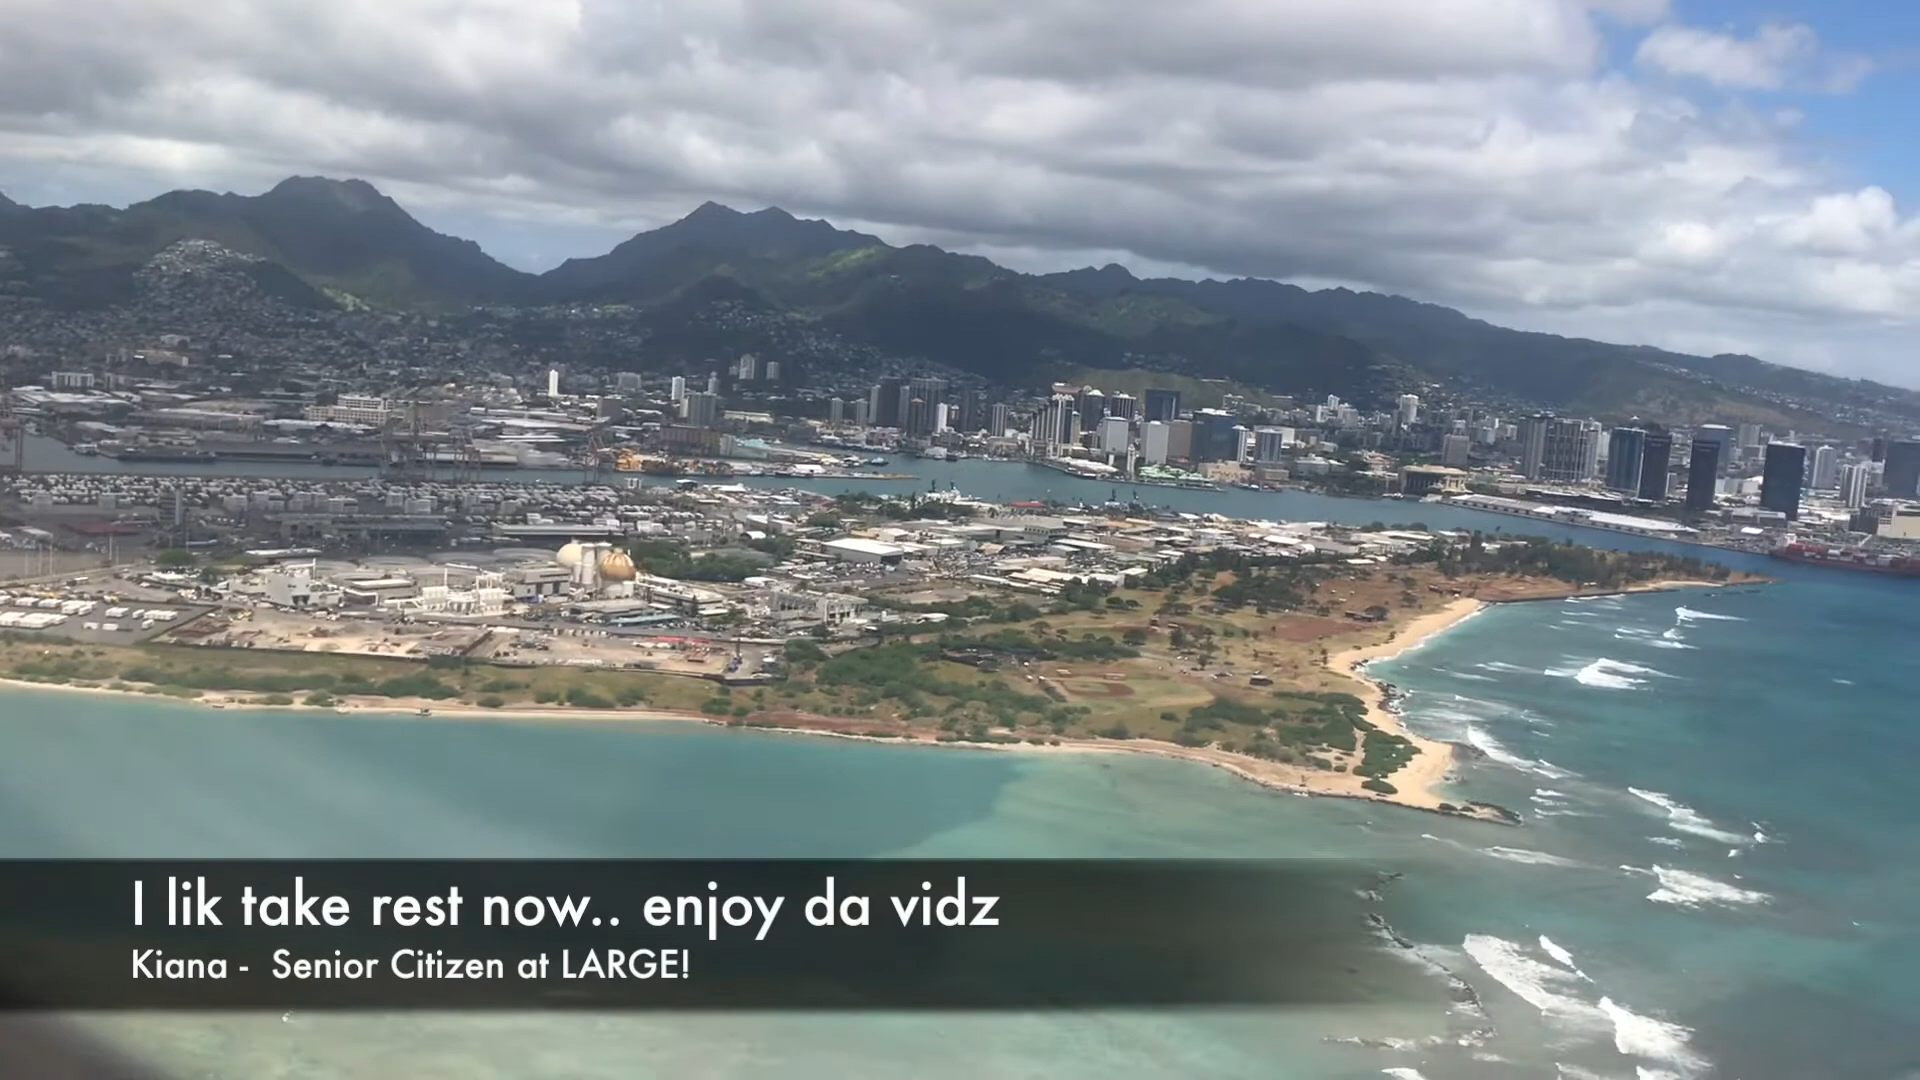 I lik take rest now.. enjoy da vidz
Kiana -  Senior Citizen at LARGE!